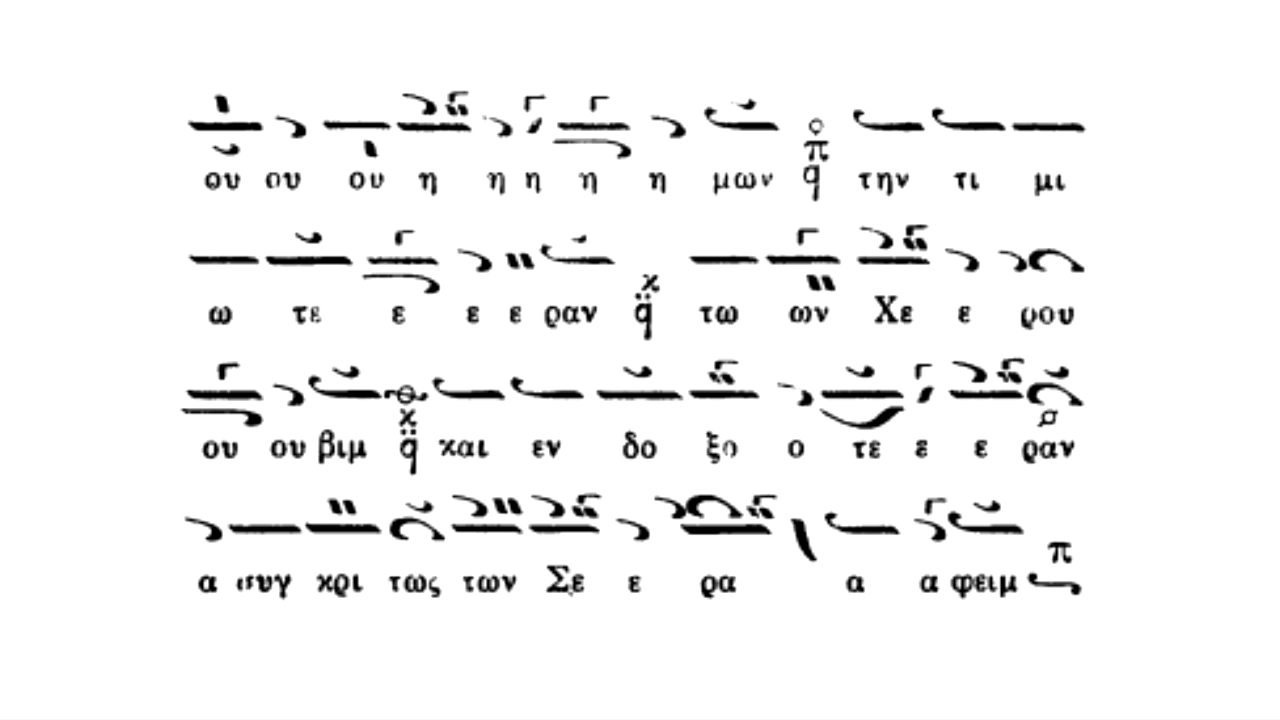 ου ου ου η η η η η μων π q την τι μι
ω τε ε ε ε ραν χ q τω ων Χε ε ρου
ου ου βιμ χ q και εν δο ξο ο τε ε ε ραν
α συγ κρι τως των Σε ε ρα α α φειμ π